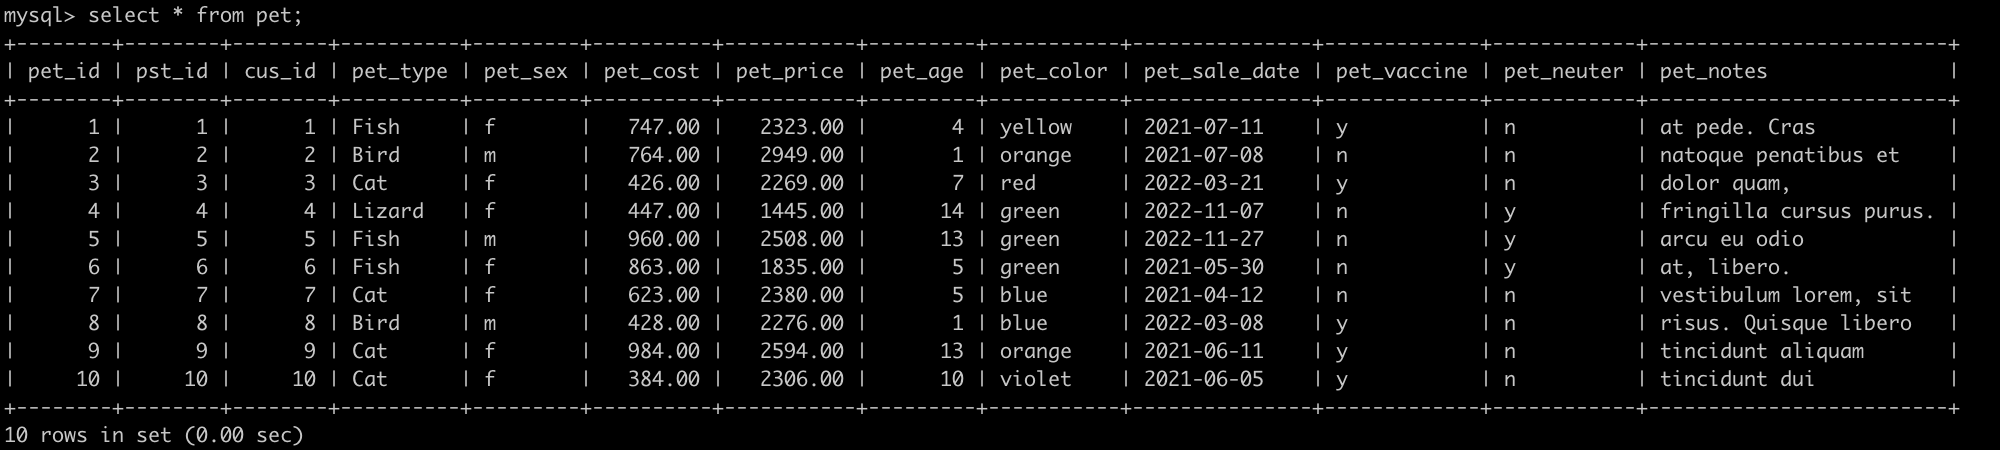 mysql> select * from pet;
+--------+--------+--------+----------+---------+----------+-----------+---------+-----------+---------------+-------------+------------+-------------------------+
| pet_id | pst_id | cus_id | pet_type | pet_sex | pet_cost | pet_price | pet_age | pet_color | pet_sale_date | pet_vaccine | pet_neuter | pet_notes               |
+--------+--------+--------+----------+---------+----------+-----------+---------+-----------+---------------+-------------+------------+-------------------------+
|      1 |      1 |      1 | Fish     | f       |   747.00 |   2323.00 |       4 | yellow    | 2021-07-11    | y           | n          | at pede. Cras           |
|      2 |      2 |      2 | Bird     | m       |   764.00 |   2949.00 |       1 | orange    | 2021-07-08    | n           | n          | natoque penatibus et    |
|      3 |      3 |      3 | Cat      | f       |   426.00 |   2269.00 |       7 | red       | 2022-03-21    | y           | n          | dolor quam,             |
|      4 |      4 |      4 | Lizard   | f       |   447.00 |   1445.00 |      14 | green     | 2022-11-07    | n           | y          | fringilla cursus purus. |
|      5 |      5 |      5 | Fish     | m       |   960.00 |   2508.00 |      13 | green     | 2022-11-27    | n           | y          | arcu eu odio            |
|      6 |      6 |      6 | Fish     | f       |   863.00 |   1835.00 |       5 | green     | 2021-05-30    | n           | y          | at, libero.             |
|      7 |      7 |      7 | Cat      | f       |   623.00 |   2380.00 |       5 | blue      | 2021-04-12    | n           | n          | vestibulum lorem, sit   |
|      8 |      8 |      8 | Bird     | m       |   428.00 |   2276.00 |       1 | blue      | 2022-03-08    | y           | n          | risus. Quisque libero   |
|      9 |      9 |      9 | Cat      | f       |   984.00 |   2594.00 |      13 | orange    | 2021-06-11    | y           | n          | tincidunt aliquam       |
|     10 |     10 |     10 | Cat      | f       |   384.00 |   2306.00 |      10 | violet    | 2021-06-05    | y           | n          | tincidunt dui           |
+--------+--------+--------+----------+---------+----------+-----------+---------+-----------+---------------+-------------+------------+-------------------------+
10 rows in set (0.00 sec)